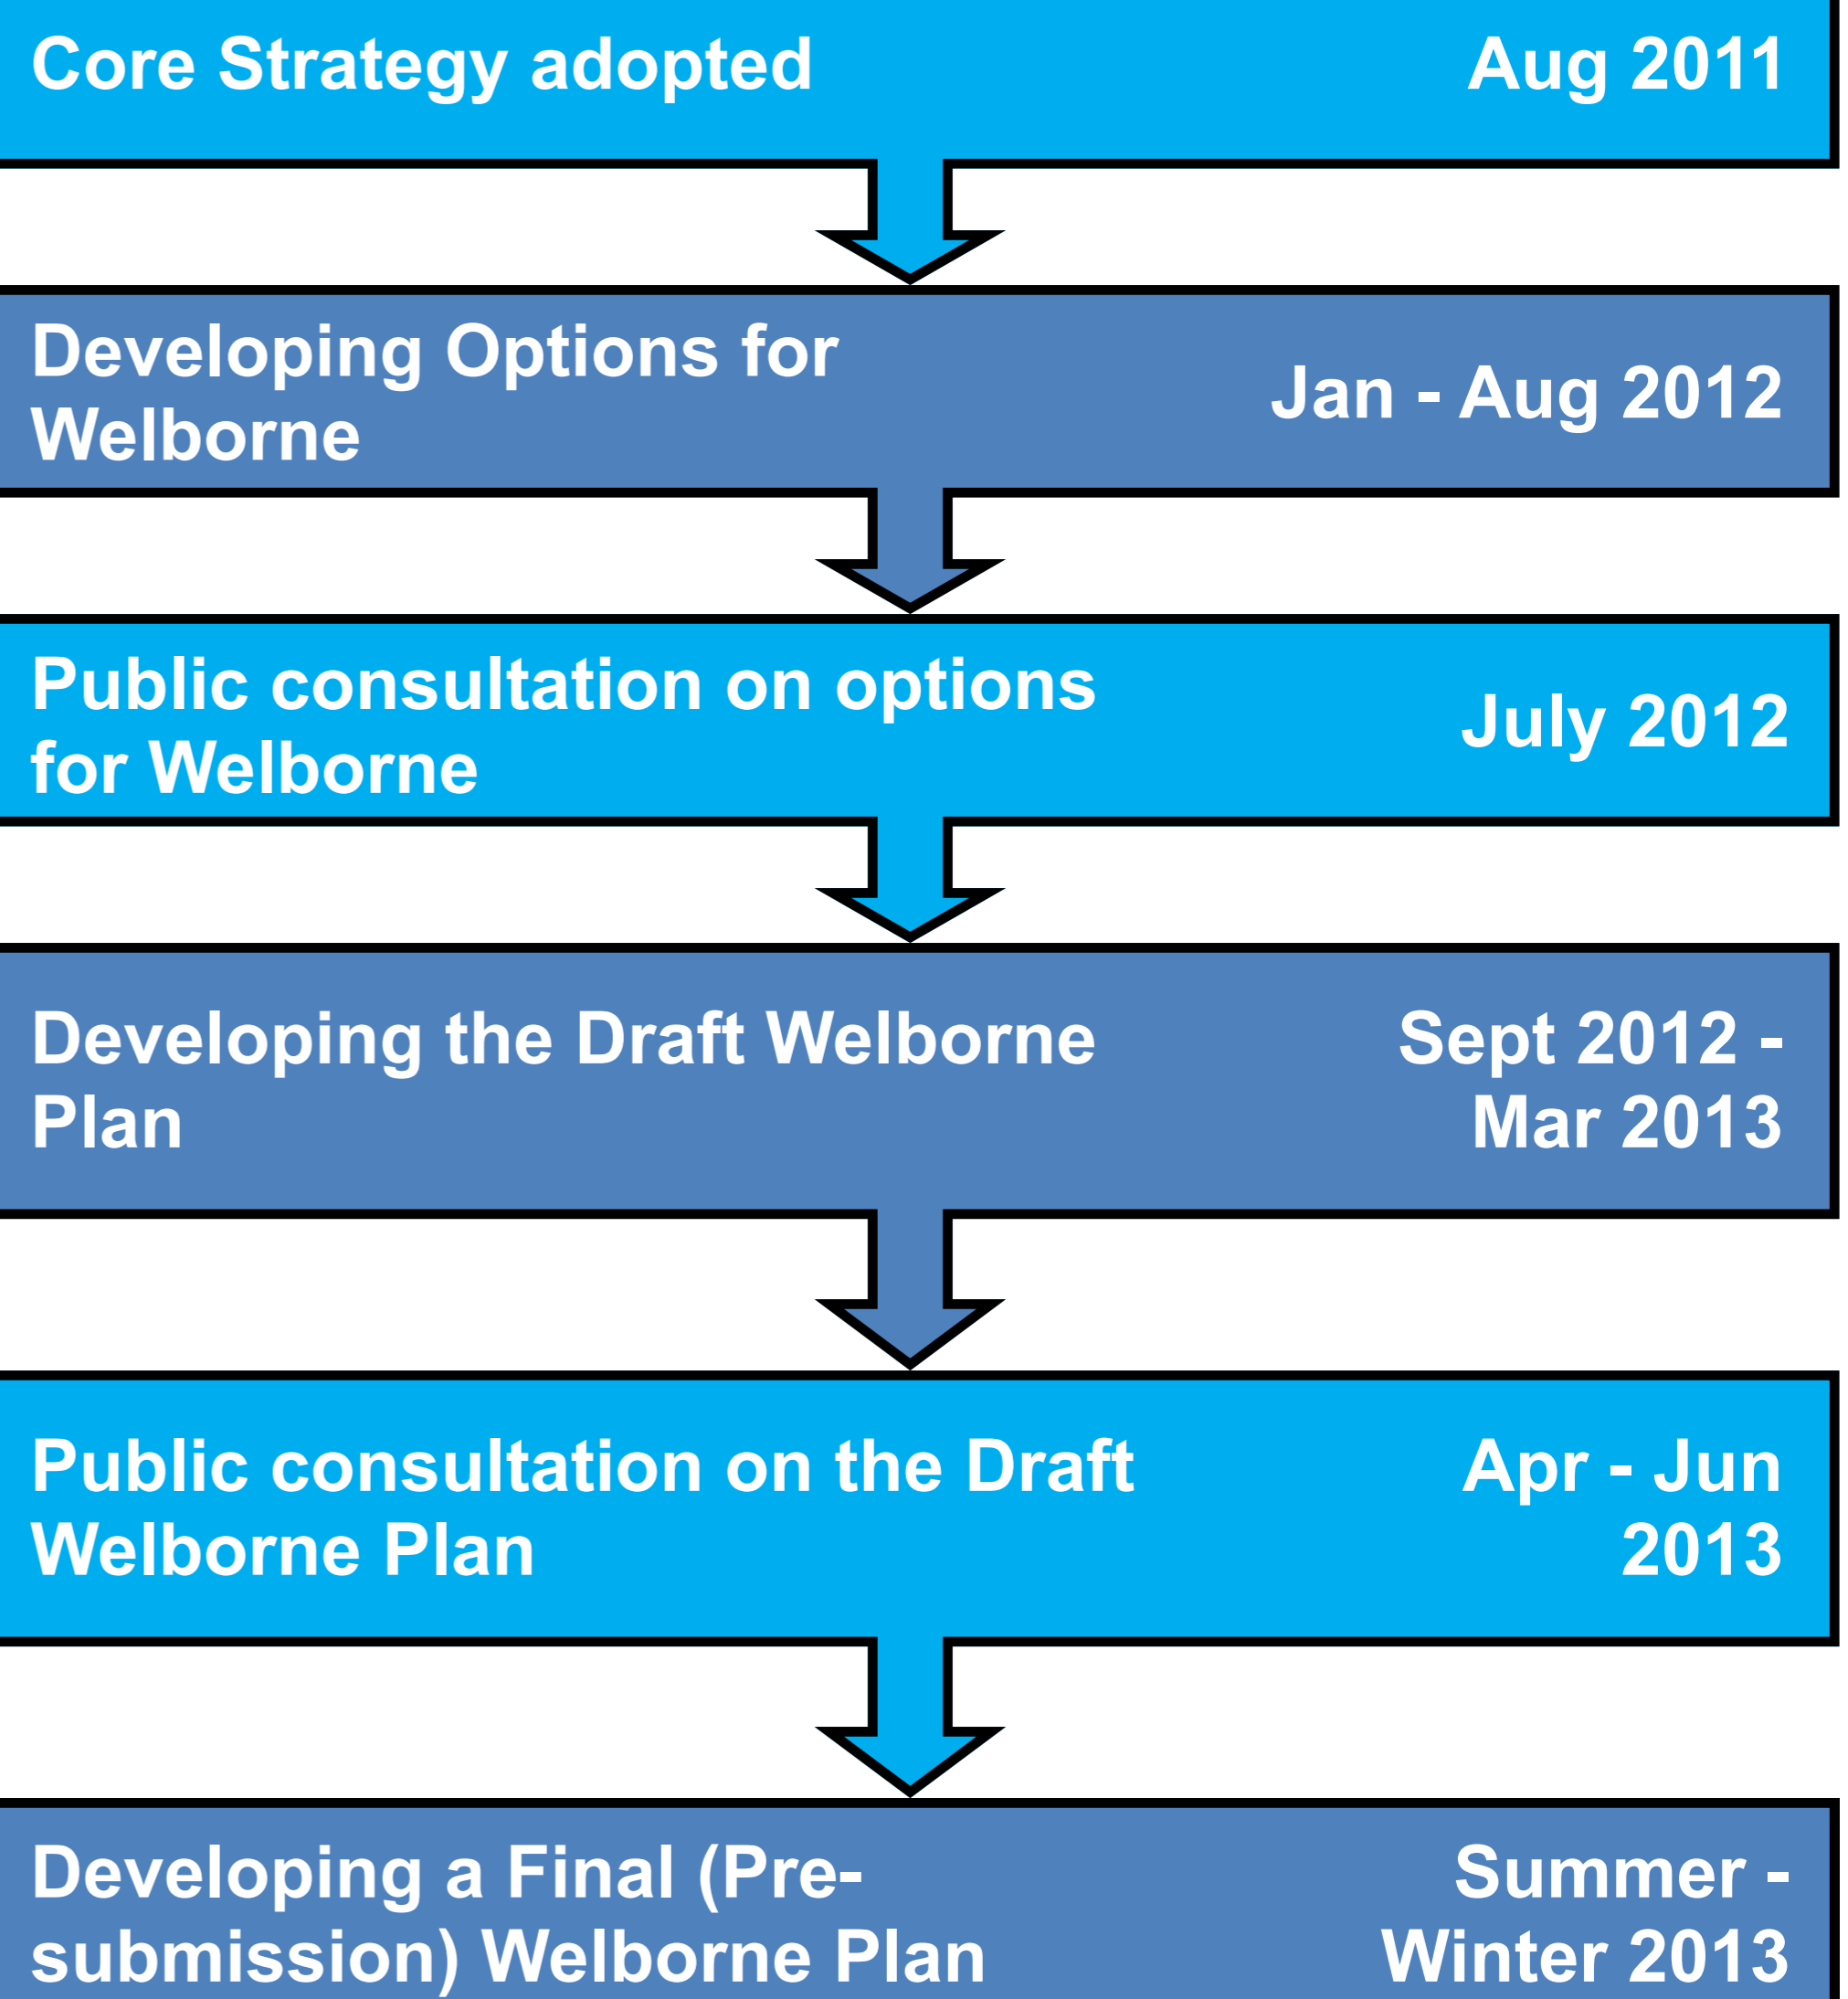 Core Strategy adopted Aug 2011
Developing Options for
Welborne
Jan - Aug 2012
Public consultation on options
for Welborne
July 2012
Developing the Draft Welborne
Plan
Sept 2012 -
Mar 2013
Public consultation on the Draft
Welborne Plan
Apr - Jun
2013
Developing a Final (Pre-
submission) Welborne Plan
Summer -
Winter 2013